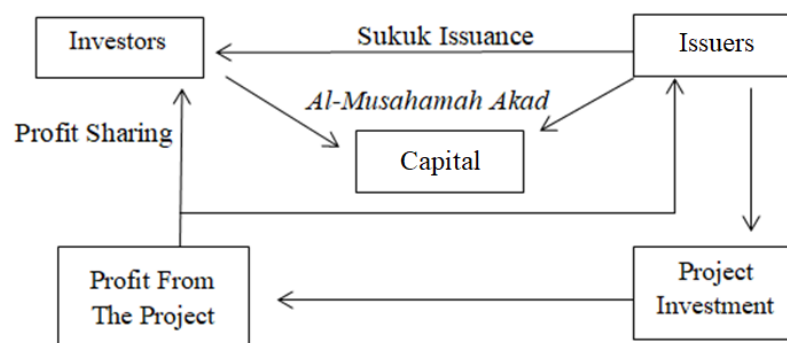 Investors
Sukuk Issuance
Issuers
Al-Musahamah Akad
Profit Sharing
Capital
Profit From
The Project
Project
Investment